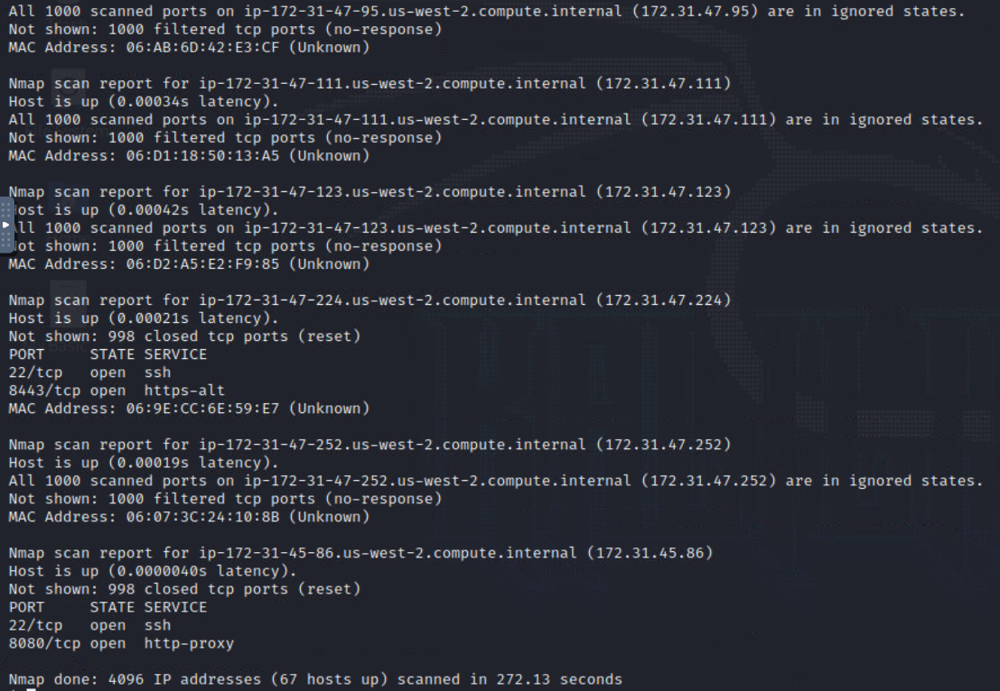 All 1000 scanned ports on ip-172-31-47-95.us-west-2.compute.internal (172.31.47.95) are in ignored states.
Not shown: 1000 filtered tcp ports (no-response)
MAC Address: 06:AB:6D:42:E3:CF (Unknown)
Nmap scan report for ip-172-31-47-111.us-west-2.compute.internal (172.31.47.111)
Host is up (0.00034s latency).
All 1000 scanned ports on ip-172-31-47-111.us-west-2.compute.internal (172.31.47.111) are in ignored states.
Not shown: 1000 filtered tcp ports (no-response)
MAC Address: 06:D1:18:50:13:A5 (Unknown)
Nmap scan report for ip-172-31-47-123.us-west-2.compute.internal (172.31.47.123)
ost is up (0.00042s latency).
All 1000 scanned ports on ip-172-31-47-123.us-west-2.compute.internal (172.31.47.123) are in ignored states.
ot shown: 1000 filtered tcp ports (no-response)
MAC Address: 06:D2:A5:E2:F9:85 (Unknown)
Nmap scan report for ip-172-31-47-224.us-west-2.compute.internal (172.31.47.224)
Host is up (0.00021s latency).
Not shown: 998 closed tcp ports (reset)
PORT     STATE SERVICE
22/tcp   open  ssh
8443/tcp open  https-alt
MAC Address: 06:9E:CC:6E:59:E7 (Unknown)
Nmap scan report for ip-172-31-47-252.us-west-2.compute.internal (172.31.47.252)
Host is up (0.00019s latency).
All 1000 scanned ports on ip-172-31-47-252.us-west-2.compute.internal (172.31.47.252) are in ignored states.
Not shown: 1000 filtered tcp ports (no-response)
MAC Address: 06:07:3C:24:10:8B (Unknown)
Nmap scan report for ip-172-31-45-86.us-west-2.compute.internal (172.31.45.86)
Host is up (0.0000040s latency).
Not shown: 998 closed tcp ports (reset)
PORT     STATE SERVICE
22/tcp   open  ssh
8080/tcp open  http-proxy
Nmap done: 4096 IP addresses (67 hosts up) scanned in 272.13 seconds